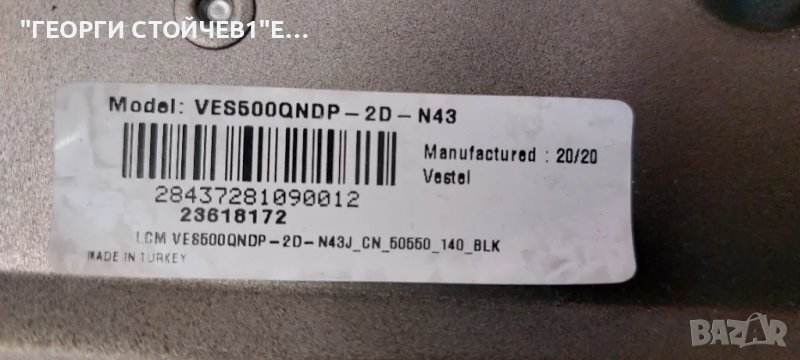 "ГЕОРГИ
СТОЙЧЕВ1"Е...
Model: VES500QNDP-2D-N43
Manufactured : 20/20
Vestel
28437281090012
23618172
LCM VES500QNDP-2D-N43J_CN_50550_140_BLK
MADE IN TURKEY
BAZAR